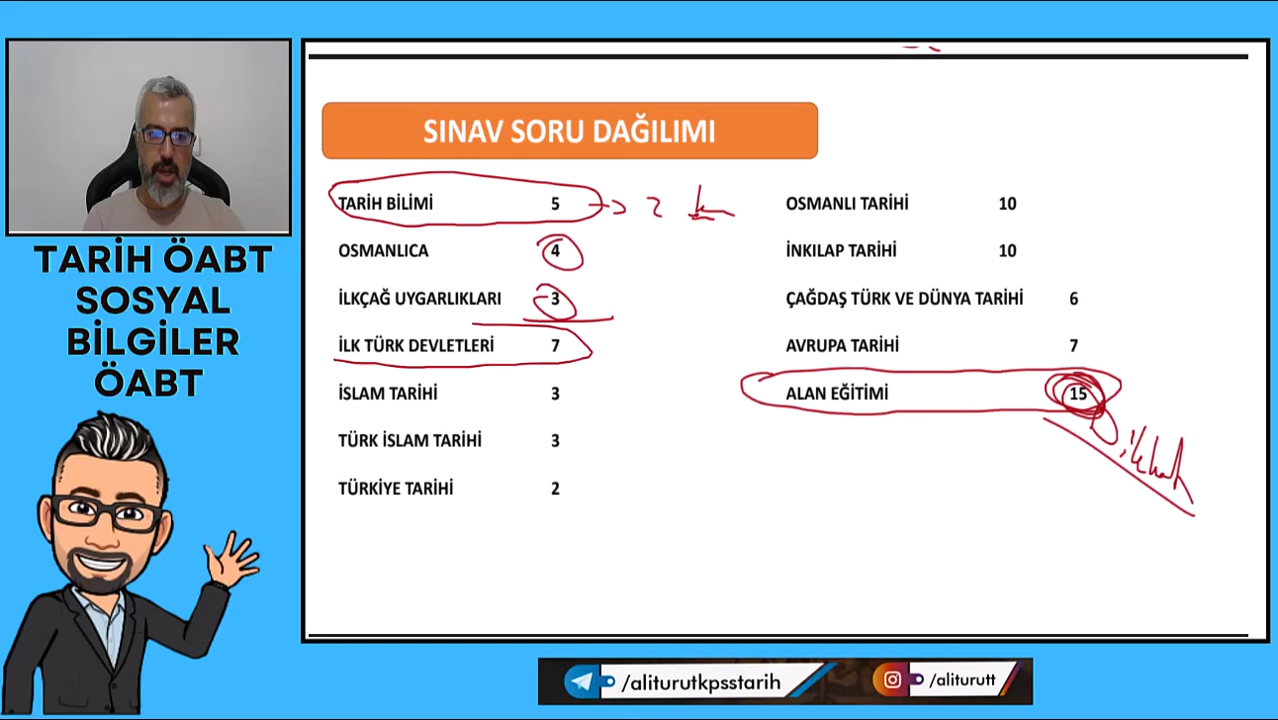 SINAV SORU DAĞILIMI
TARİH BİLİMİ 5 2
OSMANLICA 4
İLKÇAĞ UYGARLIKLARI 3
İLK TÜRK DEVLETLERİ 7
İSLAM TARİHİ 3
TÜRK İSLAM TARİHİ 3
TÜRKİYE TARİHİ 2
OSMANLI TARİHİ 10
İNKILAP TARİHİ 10
ÇAĞDAŞ TÜRK VE DÜNYA TARİHİ 6
AVRUPA TARİHİ 7
ALAN EĞİTİMİ 15
Dikkat
TARİH ÖABT
SOSYAL
BİLGİLER
ÖABT
/aliturutkpsstarih
/aliturutt